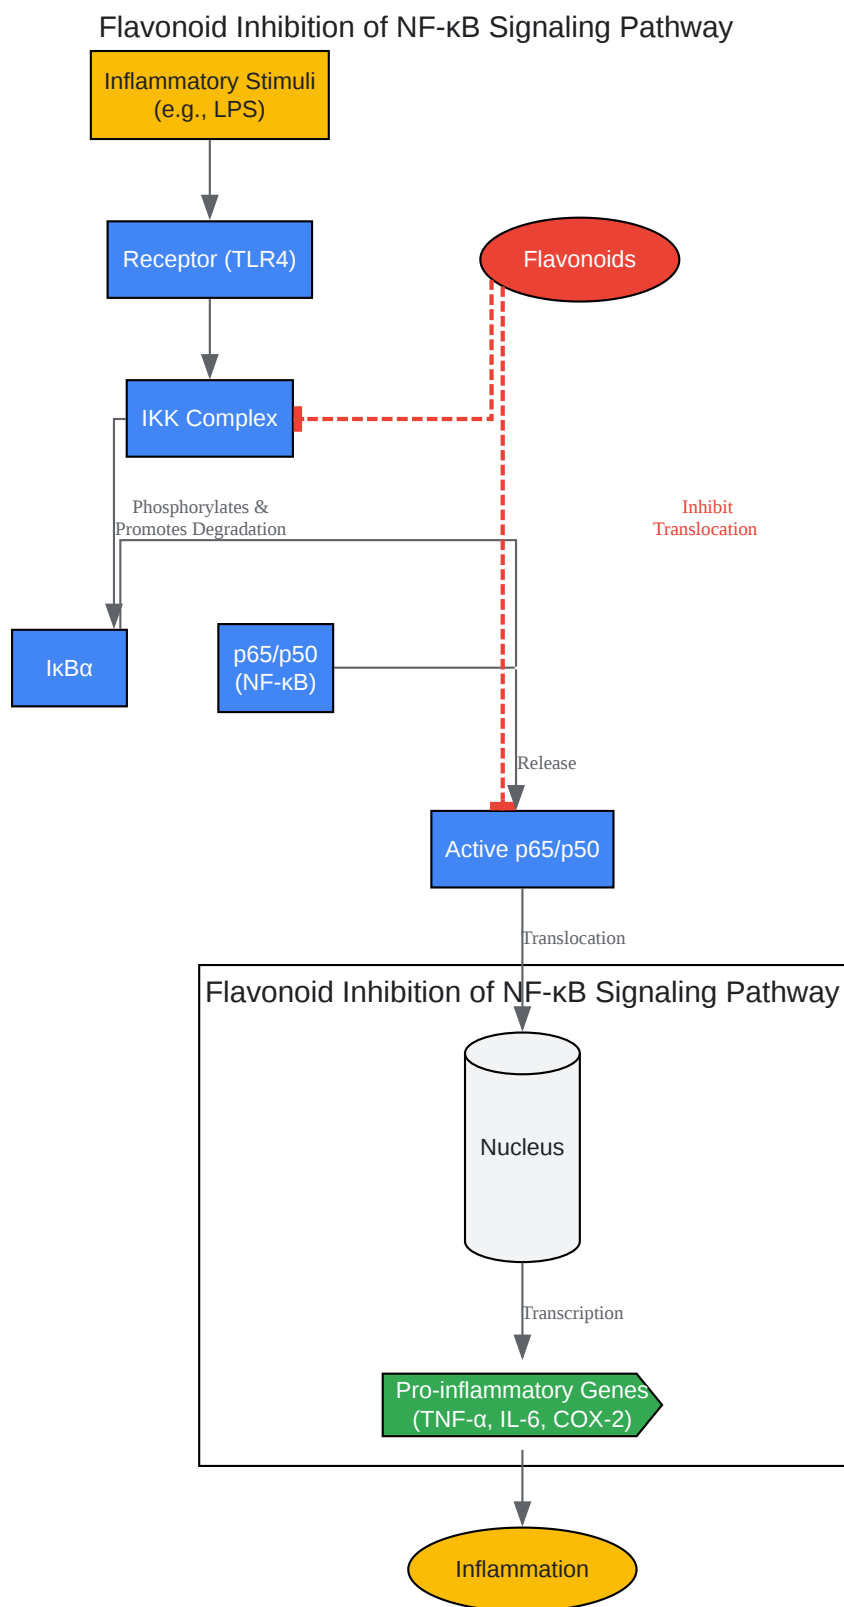 Flavonoid Inhibition of NF-κB Signaling Pathway
Inflammatory Stimuli
(e.g., LPS)
Receptor (TLR4)
Flavonoids
IKK Complex
Phosphorylates &
Promotes Degradation
Inhibit
Translocation
IκBα
p65/p50
(NF-κB)
Release
Active p65/p50
Translocation
Flavonoid Inhibition of NF-κB Signaling Pathway
Nucleus
Transcription
Pro-inflammatory Genes
(TNF-α, IL-6, COX-2)
Inflammation